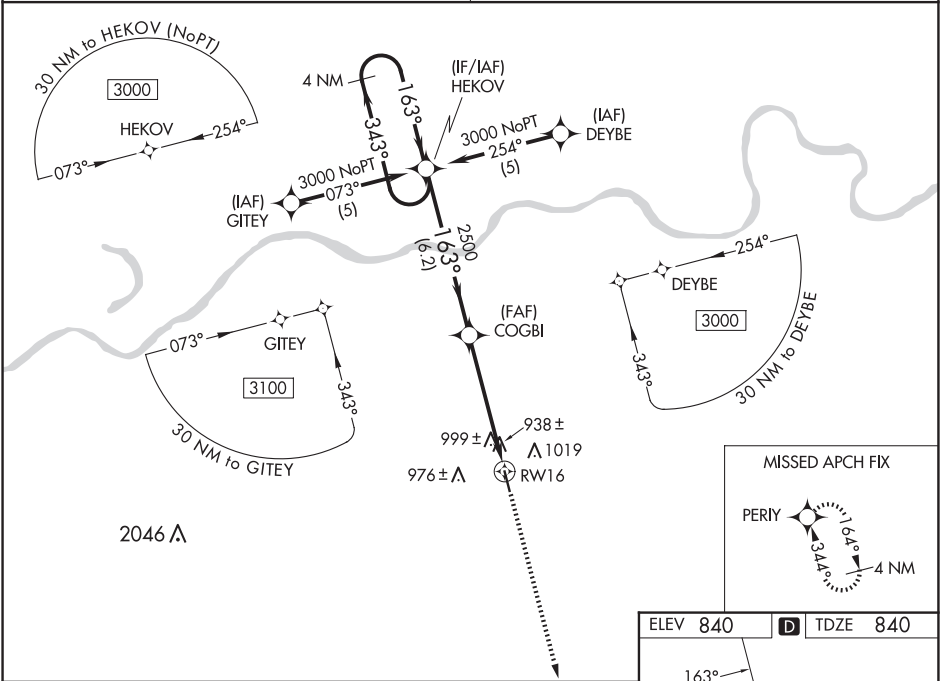 30 NM to HEKOV (NoPT)
3000
HEKOV
073°
254°
4 NM
343°
163°
(IF/IAF)
HEKOV
3000 NoPT
254°
(5)
(IAF)
DEYBE
3000 NoPT
073°
(5)
(IAF)
GITEY
2500
163°
(6.2)
(FAF)
COGBI
073°
GITEY
3100
343°
30 NM to GITEY
254°
DEYBE
3000
343°
30 NM to DEYBE
938 ±
999 ±
1019
976 ±
RW16
2046
MISSED APCH FIX
PERIY
164°
344°
4 NM
ELEV 840
D
TDZE 840
163°